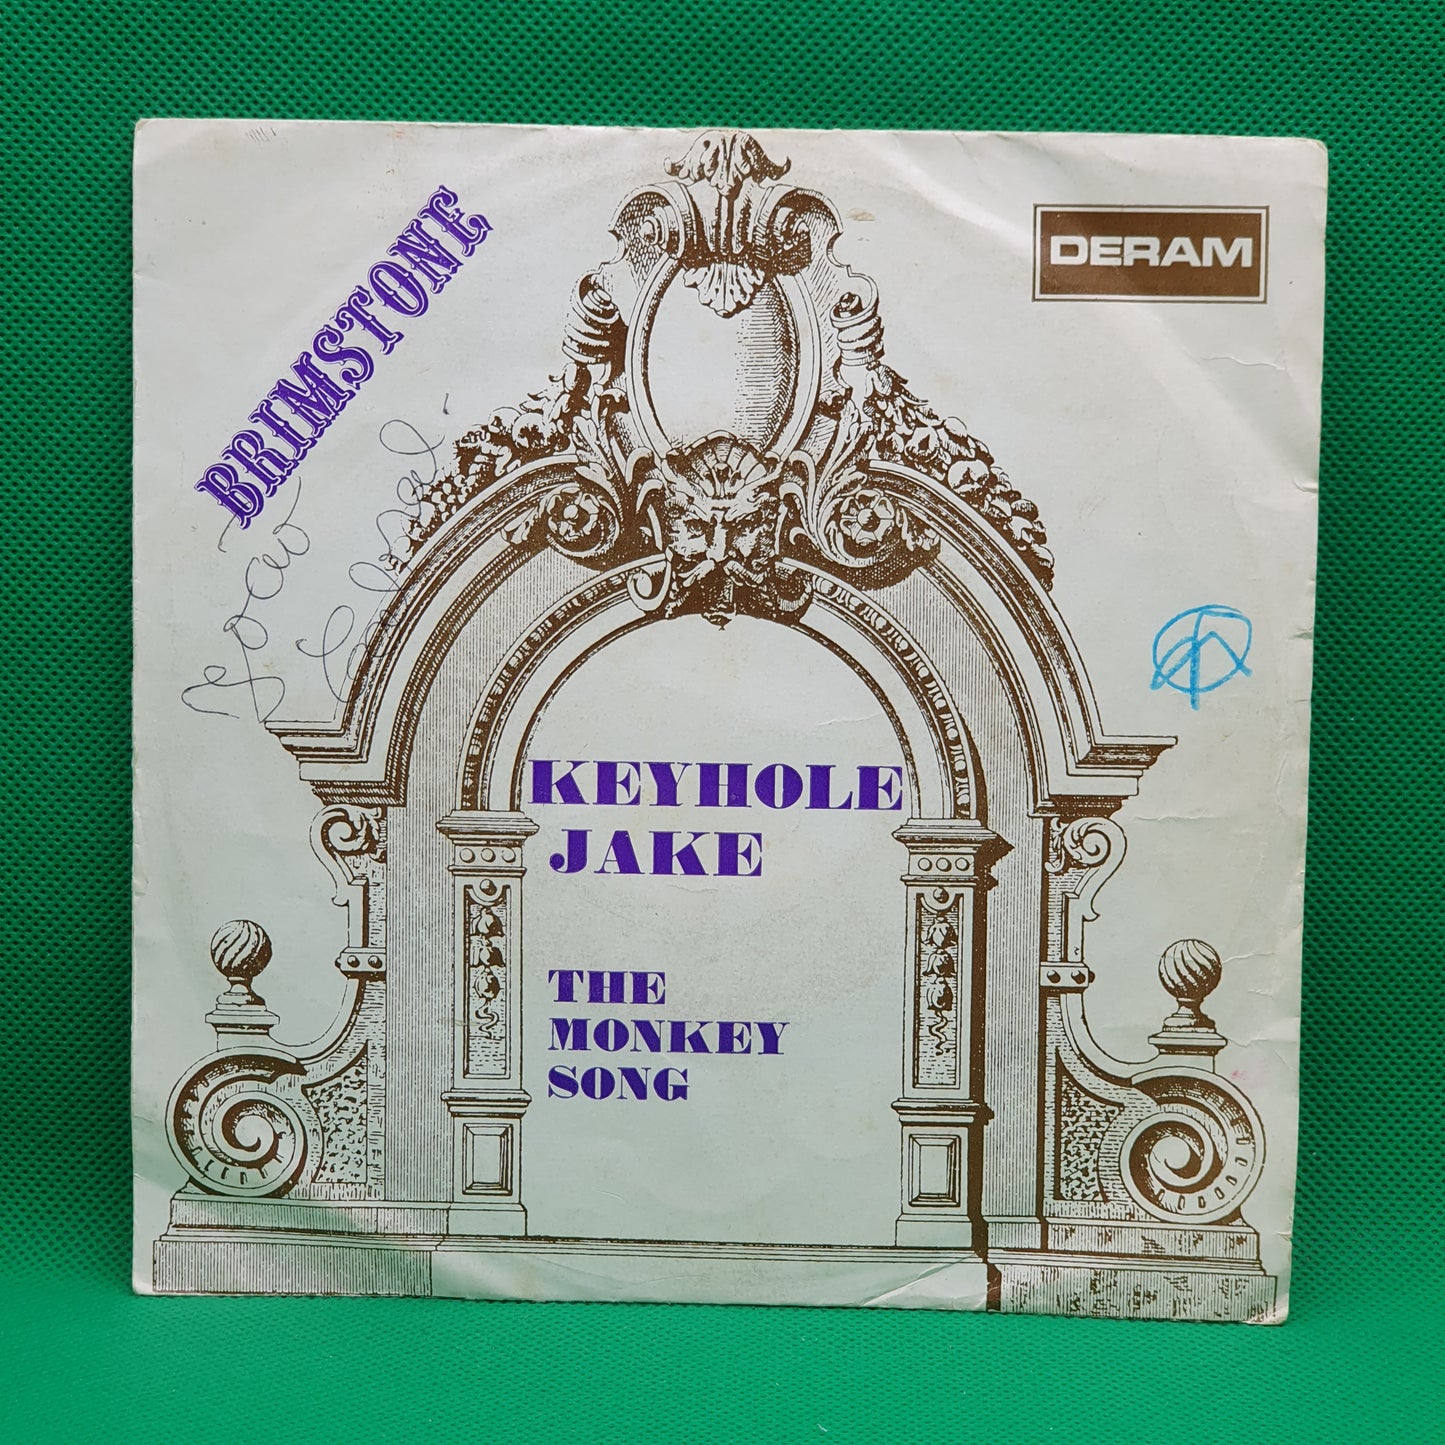 BRIMSTONE
DERAM
KEYHOLE
JAKE
THE
MONKEY
SONG